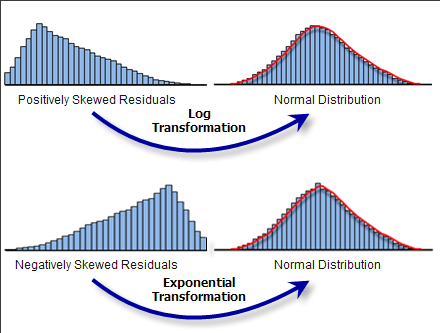 Positively Skewed Residuals
Normal Distribution
Log
Transformation
Negatively Skewed Residuals
Normal Distribution
Exponential
Transformation